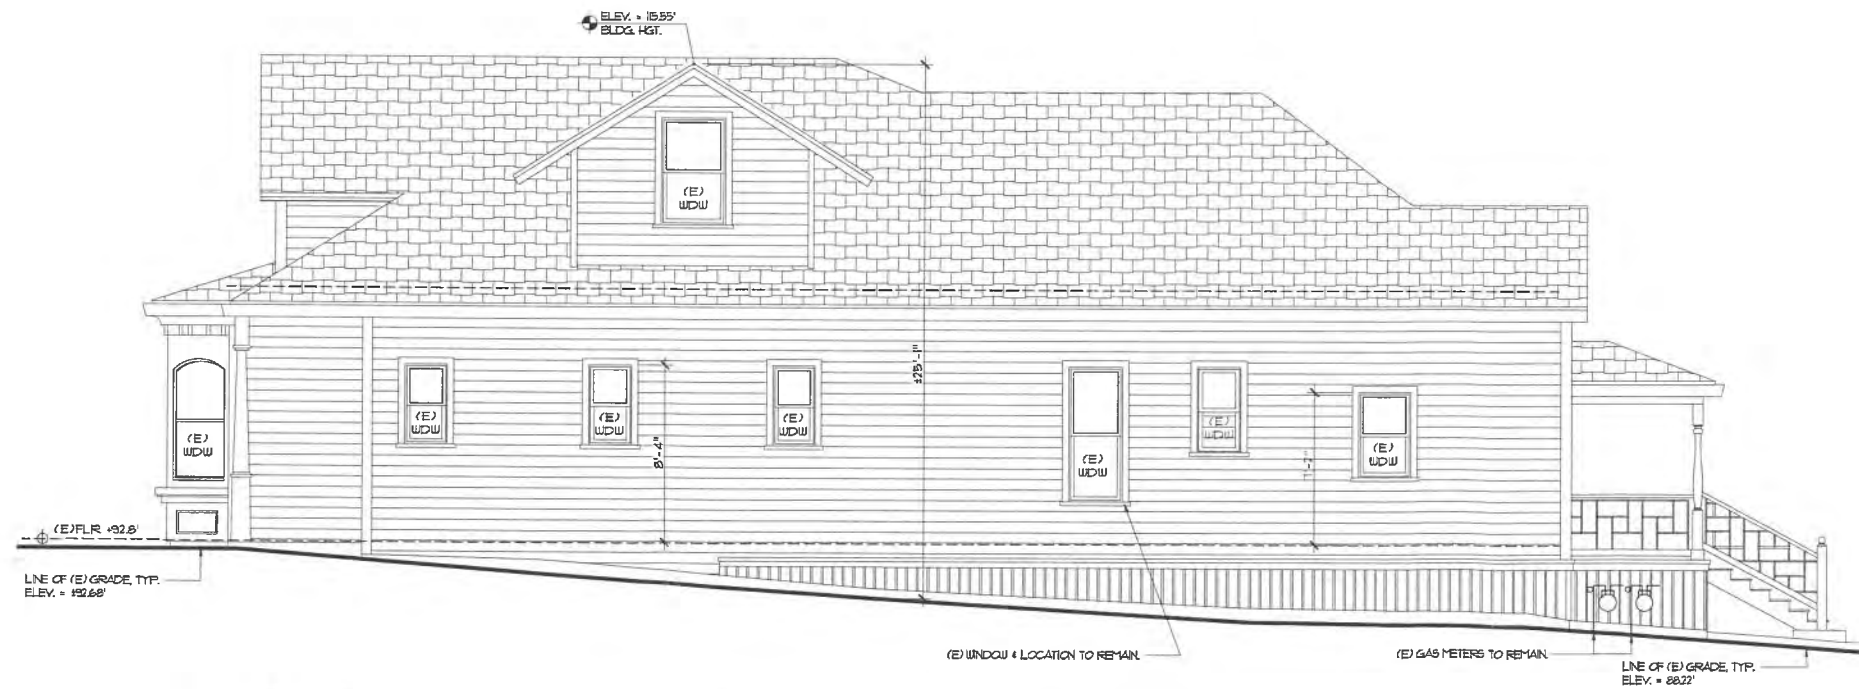 ELEV. = 115.55'
BLDG. HGT.
(E)
WDW
±25'-1"
(E)
WDW
(E)
WDW
(E)
WDW
8'-4"
(E)
WDW
(E)
WDW
(E)
WDW
(E)
WDW
7'-2"
(E) FLR +92.8'
LINE OF (E) GRADE, TYP.
ELEV. = ±92.68'
(E) WINDOW & LOCATION TO REMAIN.
(E) GAS METERS TO REMAIN.
LINE OF (E) GRADE, TYP.
ELEV. = 88.22'